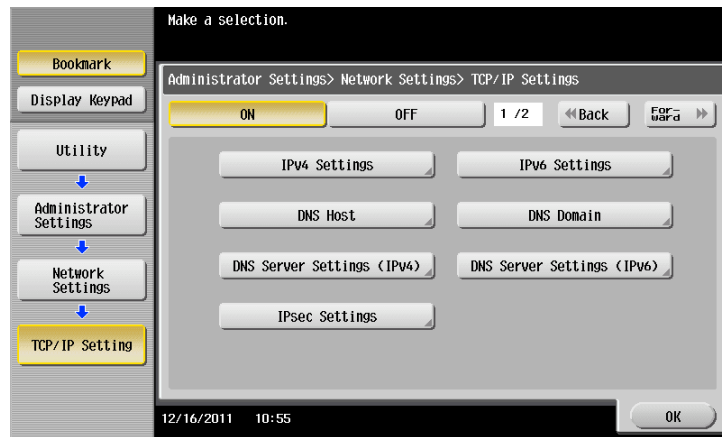 Make a selection.
Bookmark
Display Keypad
Utility
Administrator
Settings
Network
Settings
TCP/IP Setting
Administrator Settings> Network Settings> TCP/IP Settings
ON
OFF
1 /2
Back
For-
ward
IPv4 Settings
IPv6 Settings
DNS Host
DNS Domain
DNS Server Settings (IPv4)
DNS Server Settings (IPv6)
IPsec Settings
12/16/2011 10:55
OK